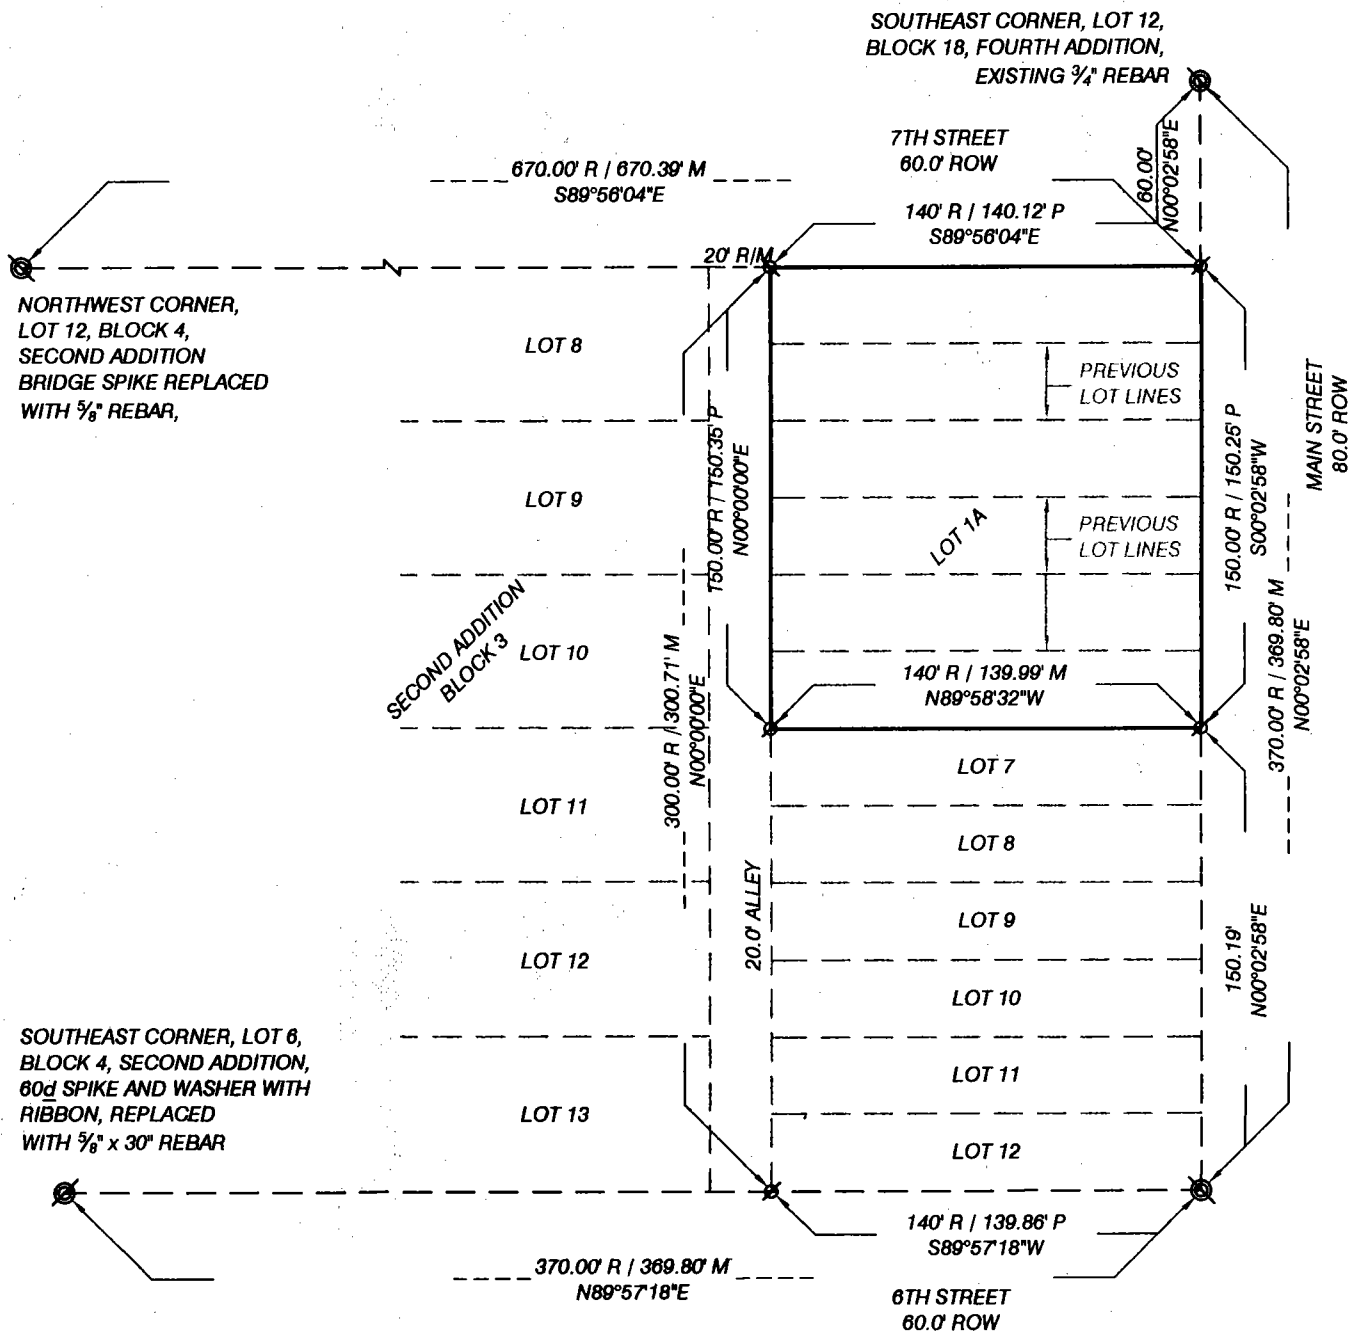 SOUTHEAST CORNER, LOT 12,
BLOCK 18, FOURTH ADDITION,
EXISTING ¾" REBAR
7TH STREET
60.0' ROW
60.00'
N00°02'58"E
670.00' R / 670.39' M
S89°56'04"E
140' R / 140.12' P
S89°56'04"E
20' R/M
NORTHWEST CORNER,
LOT 12, BLOCK 4,
SECOND ADDITION
BRIDGE SPIKE REPLACED
WITH ⅝" REBAR,
LOT 8
PREVIOUS
LOT LINES
MAIN STREET
80.0' ROW
150.00' R / 150.35' P
N00°00'00"E
150.00' R / 150.25' P
S00°02'58"W
LOT 9
LOT 1A
PREVIOUS
LOT LINES
SECOND ADDITION
BLOCK 3
LOT 10
140' R / 139.99' M
N89°58'32"W
370.00' R / 369.80' M
N00°02'58"E
300.00' R / 300.71' M
N00°00'00"E
LOT 7
LOT 11
LOT 8
20.0' ALLEY
LOT 9
150.19'
N00°02'58"E
LOT 12
LOT 10
SOUTHEAST CORNER, LOT 6,
BLOCK 4, SECOND ADDITION,
60d SPIKE AND WASHER WITH
RIBBON, REPLACED
WITH ⅝" x 30" REBAR
LOT 11
LOT 13
LOT 12
140' R / 139.86' P
S89°57'18"W
370.00' R / 369.80' M
N89°57'18"E
6TH STREET
60.0' ROW